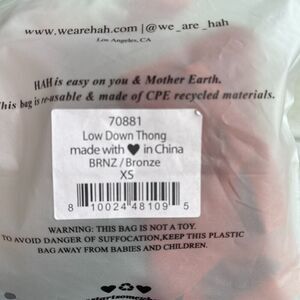 www.wearehah.com | @we_are_hah
Los Angeles, CA
HAH is easy on you & Mother Earth.
This bag is re-usable & made of CPE recycled materials.
70881
Low Down Thong
made with ♥ in China
BRNZ / Bronze
XS
8 10024 48109 5
WARNING: THIS BAG IS NOT A TOY.
TO AVOID DANGER OF SUFFOCATION,KEEP THIS PLASTIC
BAG AWAY FROM BABIES AND CHILDREN.